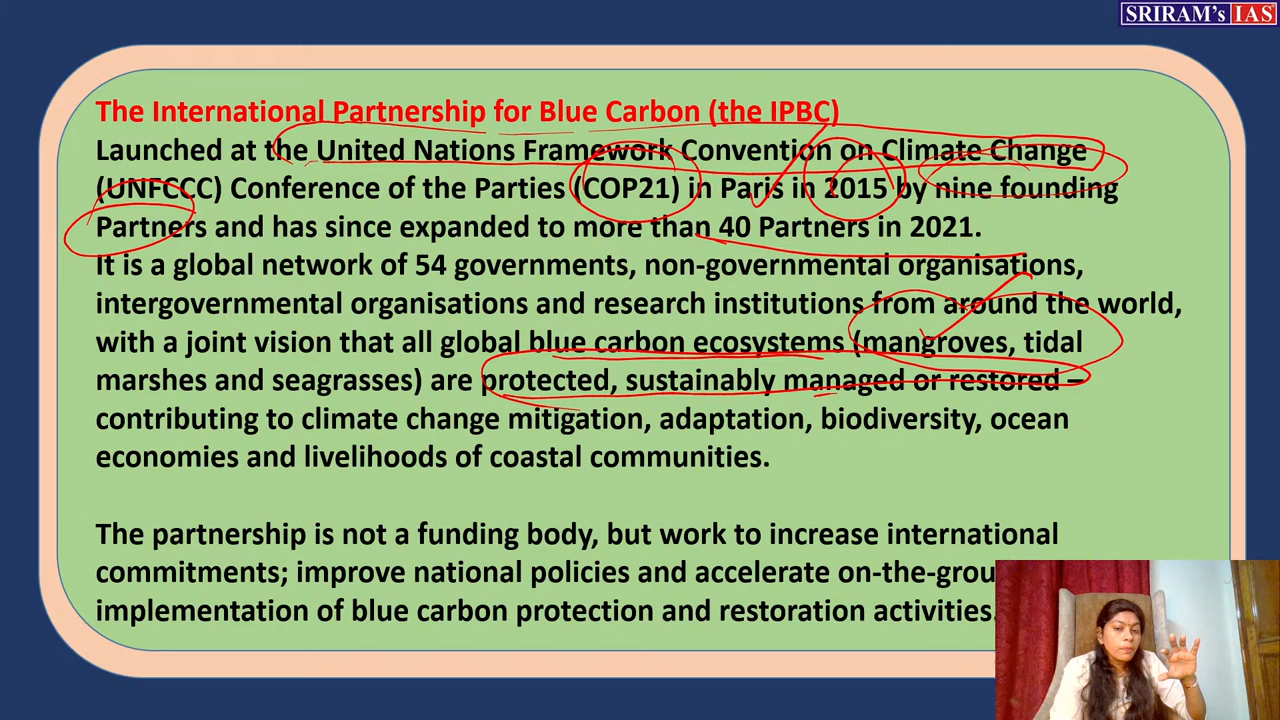 SRIRAM's IAS
The International Partnership for Blue Carbon (the IPBC)
Launched at the United Nations Framework Convention on Climate Change
(UNFCCC) Conference of the Parties (COP21) in Paris in 2015 by nine founding
Partners and has since expanded to more than 40 Partners in 2021.
It is a global network of 54 governments, non-governmental organisations,
intergovernmental organisations and research institutions from around the world,
with a joint vision that all global blue carbon ecosystems (mangroves, tidal
marshes and seagrasses) are protected, sustainably managed or restored –
contributing to climate change mitigation, adaptation, biodiversity, ocean
economies and livelihoods of coastal communities.
The partnership is not a funding body, but work to increase international
commitments; improve national policies and accelerate
implementation of blue carbon protection and restoration activities.